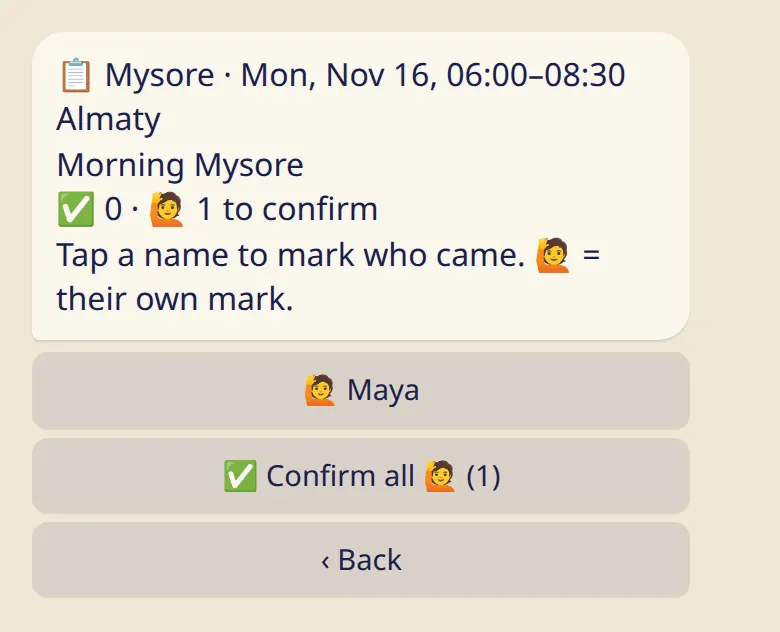 📋 Mysore · Mon, Nov 16, 06:00–08:30
Almaty
Morning Mysore
✅ 0 · 🙋 1 to confirm
Tap a name to mark who came. 🙋 =
their own mark.
🙋 Maya
✅ Confirm all 🙋 (1)
‹ Back